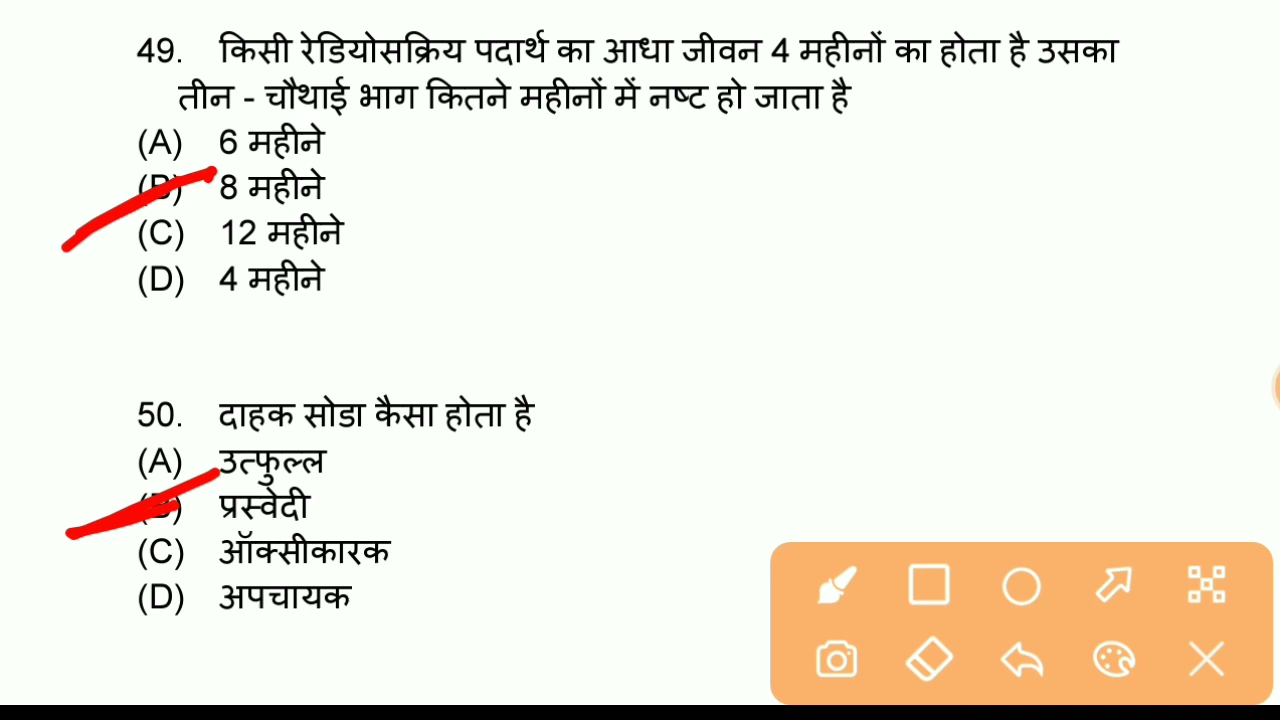 49. किसी रेडियोसक्रिय पदार्थ का आधा जीवन 4 महीनों का होता है उसका
तीन - चौथाई भाग कितने महीनों में नष्ट हो जाता है
(A) 6 महीने
(B) 8 महीने
(C) 12 महीने
(D) 4 महीने
50. दाहक सोडा कैसा होता है
(A) उत्फुल्ल
(B) प्रस्वेदी
(C) ऑक्सीकारक
(D) अपचायक